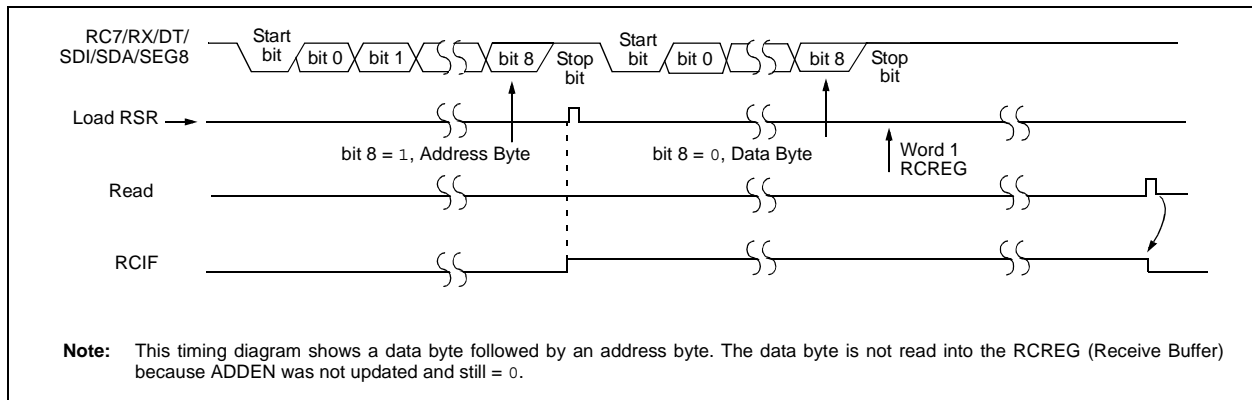 RC7/RX/DT/
SDI/SDA/SEG8
Start
bit
bit 0
bit 1
bit 8
Stop
bit
Start
bit
bit 0
bit 8
Stop
bit
Load RSR
bit 8 = 1, Address Byte
bit 8 = 0, Data Byte
Word 1
RCREG
Read
RCIF
Note: This timing diagram shows a data byte followed by an address byte. The data byte is not read into the RCREG (Receive Buffer)
because ADDEN was not updated and still = 0.